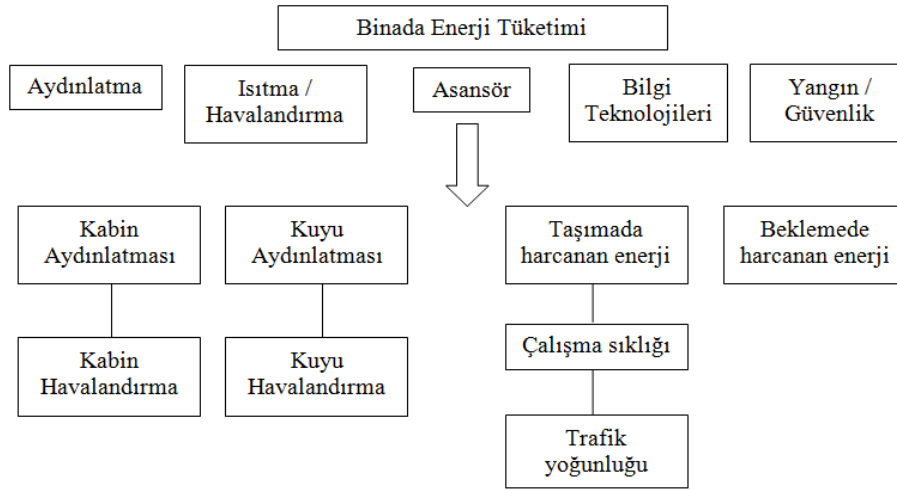 Binada Enerji Tüketimi
Aydınlatma
Isıtma /
Havalandırma
Asansör
Bilgi
Teknolojileri
Yangın /
Güvenlik
Kabin
Aydınlatması
Kuyu
Aydınlatması
Taşımada
harcanan enerji
Beklemede
harcanan enerji
Kabin
Havalandırma
Kuyu
Havalandırma
Çalışma sıklığı
Trafik
yoğunluğu